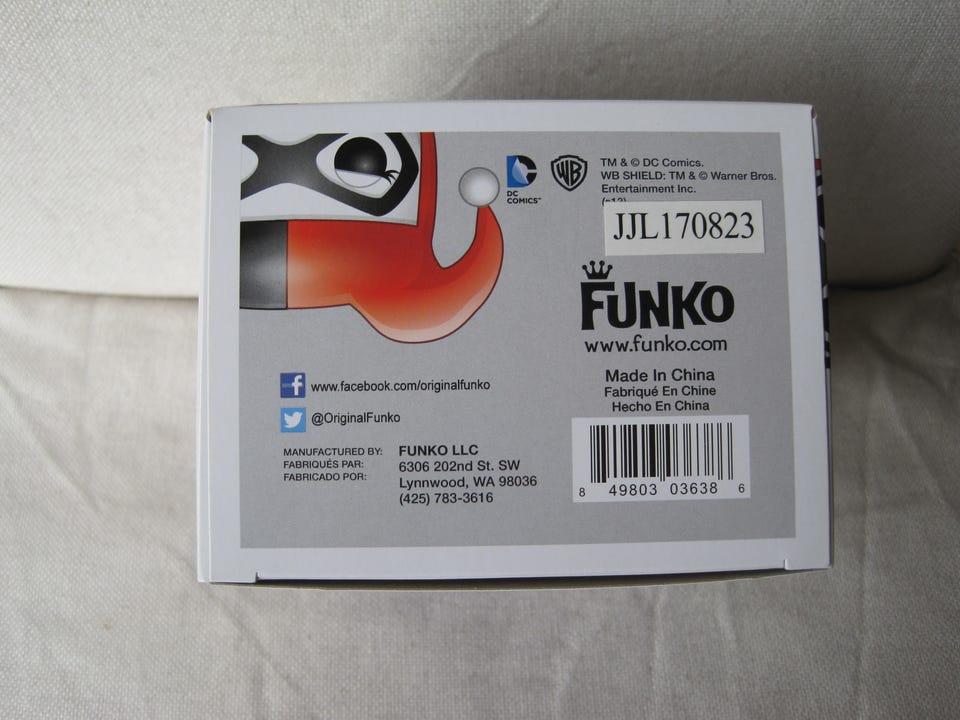 DC
COMICS™
WB
TM & © DC Comics.
WB SHIELD: TM & © Warner Bros.
Entertainment Inc.
JJL170823
FUNKO
www.funko.com
Made In China
Fabriqué En Chine
Hecho En China
f www.facebook.com/originalfunko
@OriginalFunko
MANUFACTURED BY:
FABRIQUÉS PAR:
FABRICADO POR:
FUNKO LLC
6306 202nd St. SW
Lynnwood, WA 98036
(425) 783-3616
8 49803 03638 6